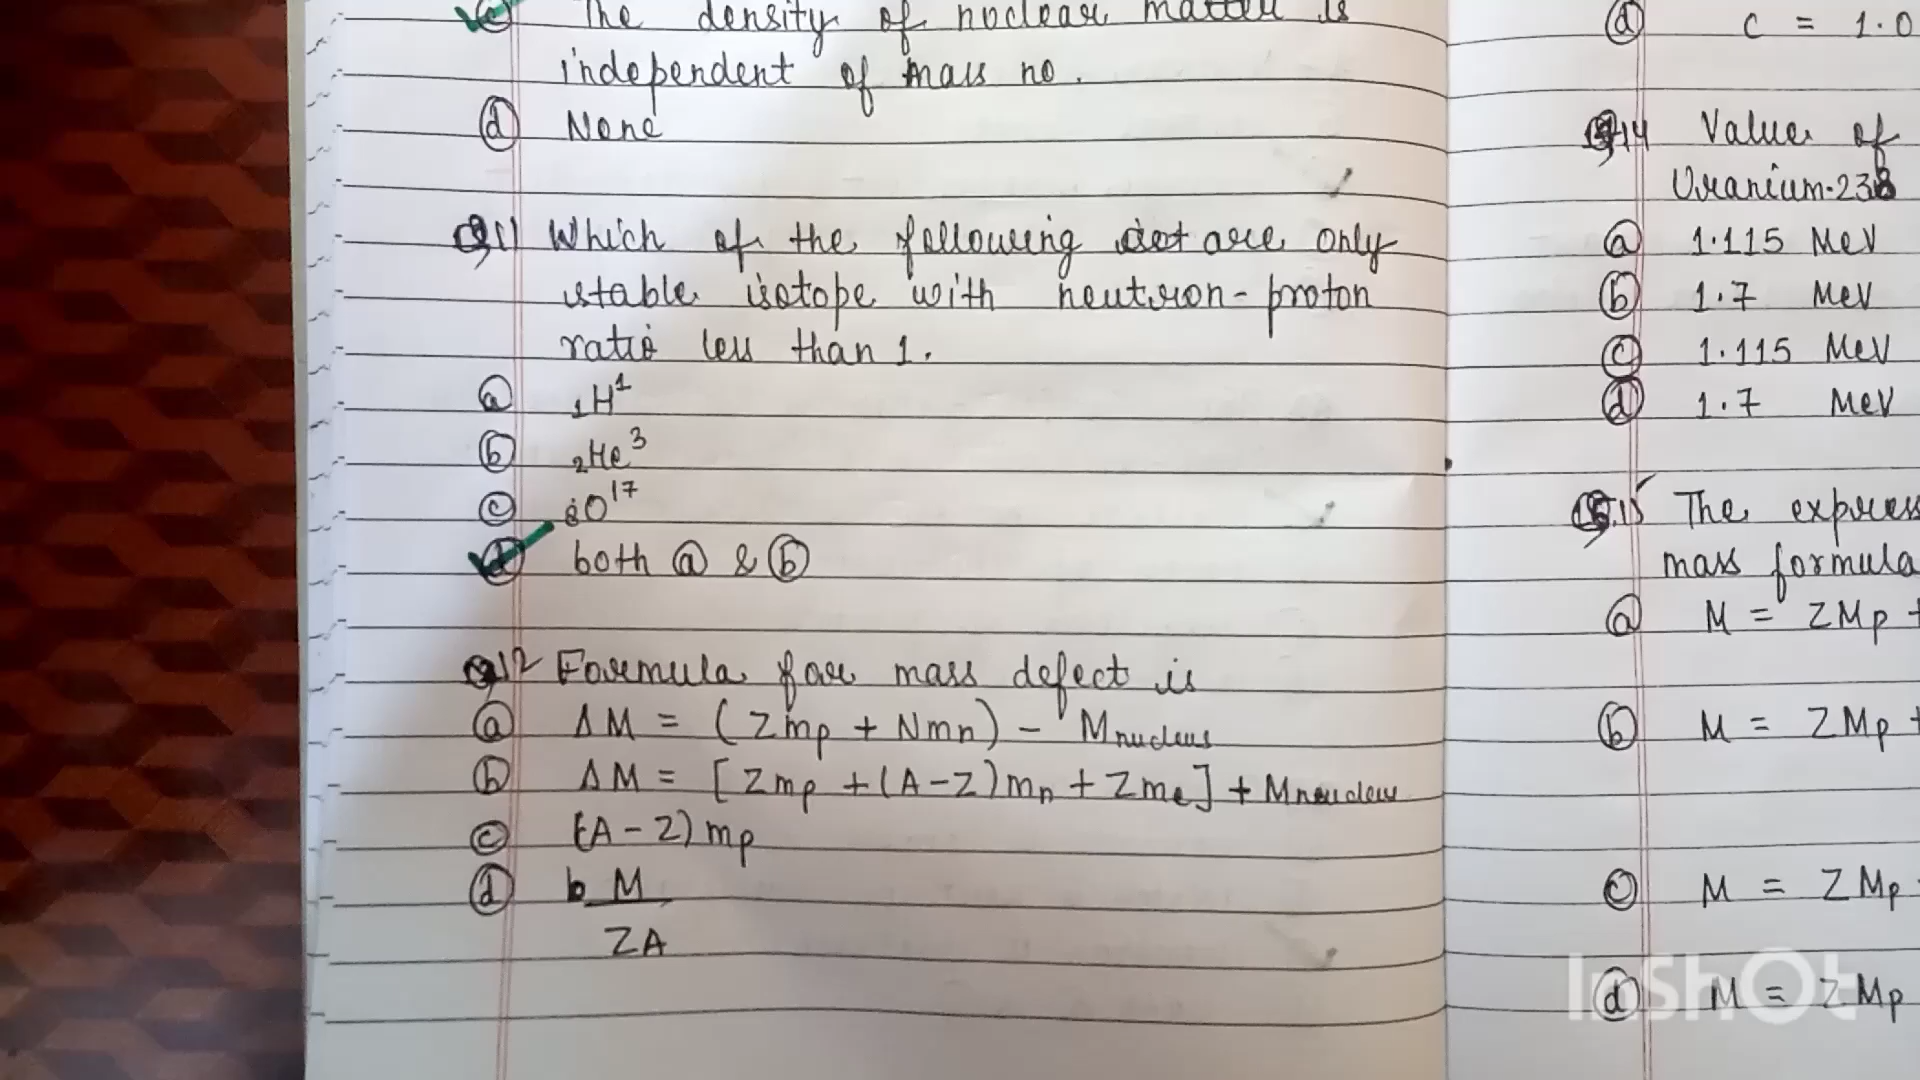 (c) The density of nuclear matter is
independent of mass no.
(d) None
Q11 Which of the following are only
stable isotope with neutron-proton
ratio less than 1.
(a) ₁H¹
(b) ₂He³
(c) ₈O¹⁷
(d) both (a) & (b)
Q12 Formula for mass defect is
(a) ΔM = (Zmp + Nmn) - Mnucleus
(b) ΔM = [Zmp + (A-Z)mn + Zme] + Mnucleus
(c) (A-Z)mp
(d) b M
ZA
(d) C = 1.0
Q14 Value of
Uranium-238
(a) 1.115 MeV
(b) 1.7 MeV
(c) 1.115 MeV
(d) 1.7 MeV
Q.15 The express
mass formula
(a) M = ZMp +
(b) M = ZMp +
(c) M = ZMp
(d) M = ZMp
InShOt